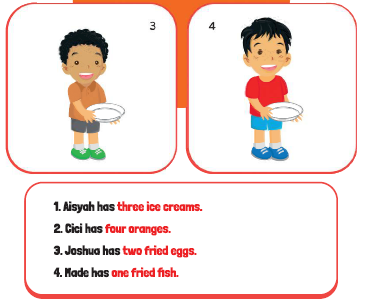 3
4
1. Aisyah has three ice creams.
2. Cici has four oranges.
3. Joshua has two fried eggs.
4. Made has one fried fish.